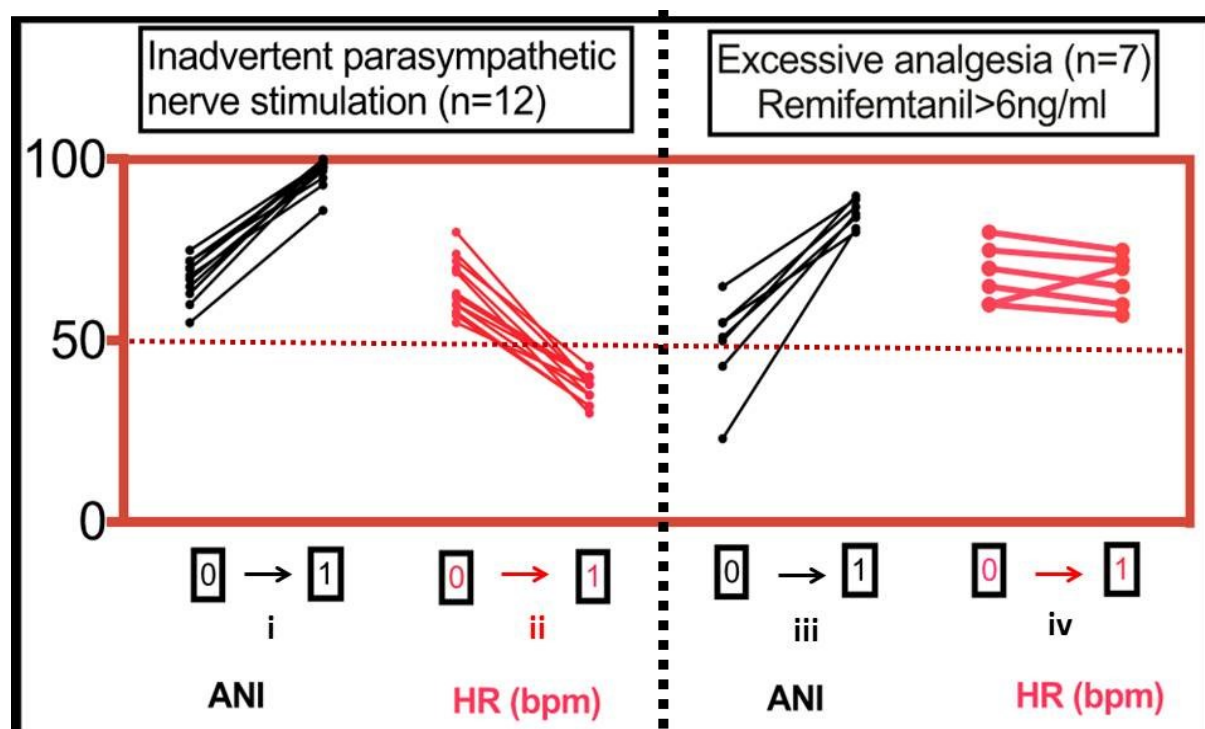 Inadvertent parasympathetic
nerve stimulation (n=12)
Excessive analgesia (n=7)
Remifemtanil>6ng/ml
100
50
0
0 → 1
0 → 1
0 → 1
0 → 1
i
ii
iii
iv
ANI
HR (bpm)
ANI
HR (bpm)